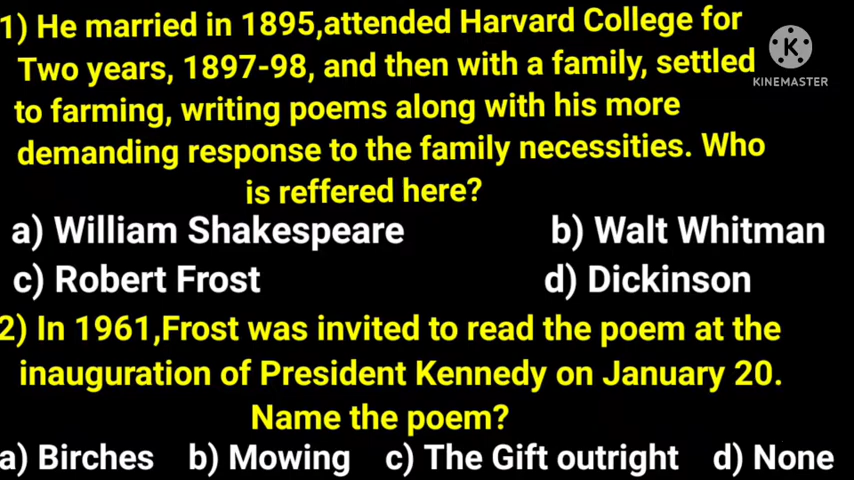 1) He married in 1895,attended Harvard College for
Two years, 1897-98, and then with a family, settled
K
KINEMASTER
to farming, writing poems along with his more
demanding response to the family necessities. Who
is reffered here?
a) William Shakespeare b) Walt Whitman
c) Robert Frost d) Dickinson
2) In 1961,Frost was invited to read the poem at the
inauguration of President Kennedy on January 20.
Name the poem?
a) Birches b) Mowing c) The Gift outright d) None